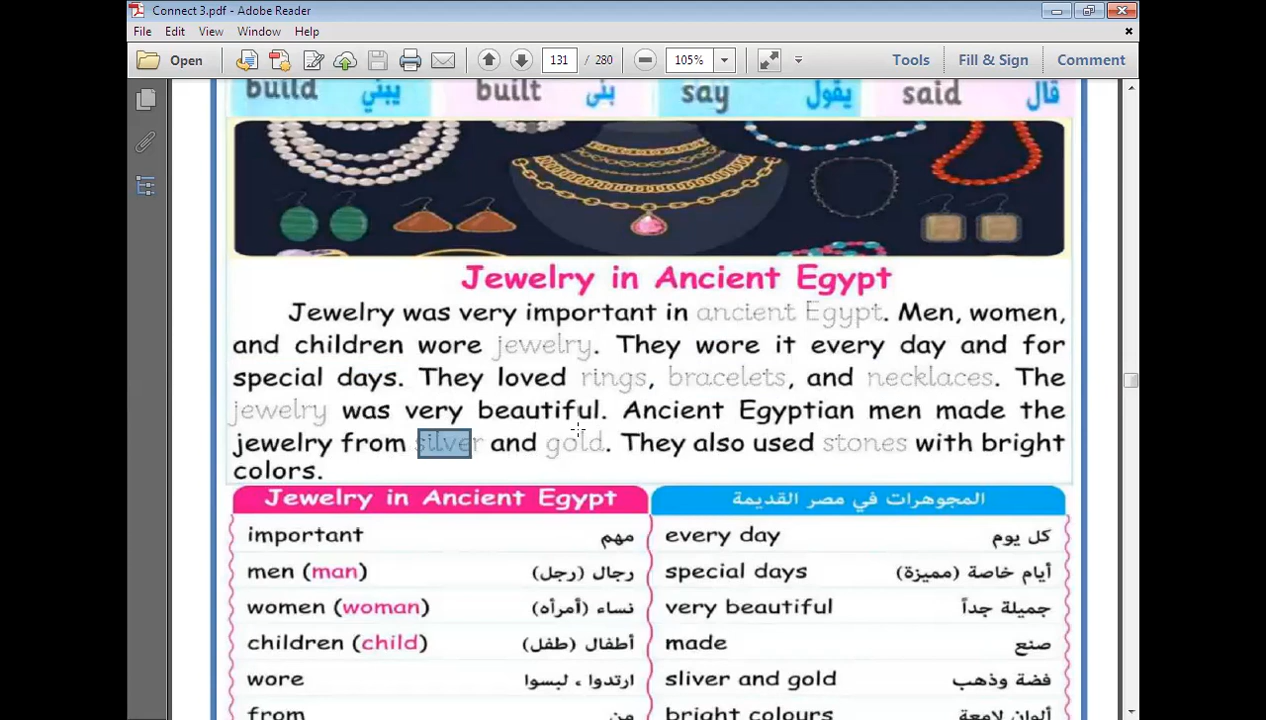 Connect 3.pdf - Adobe Reader
File Edit View Window Help
Open 131 / 280 105% Tools Fill & Sign Comment
build يبني built بنى say يقول said قال
Jewelry in Ancient Egypt
Jewelry was very important in ancient Egypt. Men, women,
and children wore jewelry. They wore it every day and for
special days. They loved rings, bracelets, and necklaces. The
jewelry was very beautiful. Ancient Egyptian men made the
jewelry from silver and gold. They also used stones with bright
colors.
Jewelry in Ancient Egypt المجوهرات في مصر القديمة
important مهم every day كل يوم
men (man) رجال (رجل) special days أيام خاصة (مميزة)
women (woman) نساء (أمرأه) very beautiful جميلة جداً
children (child) أطفال (طفل) made صنع
wore ارتدوا ، لبسوا sliver and gold فضة وذهب
from من bright colours ألوان لامعة